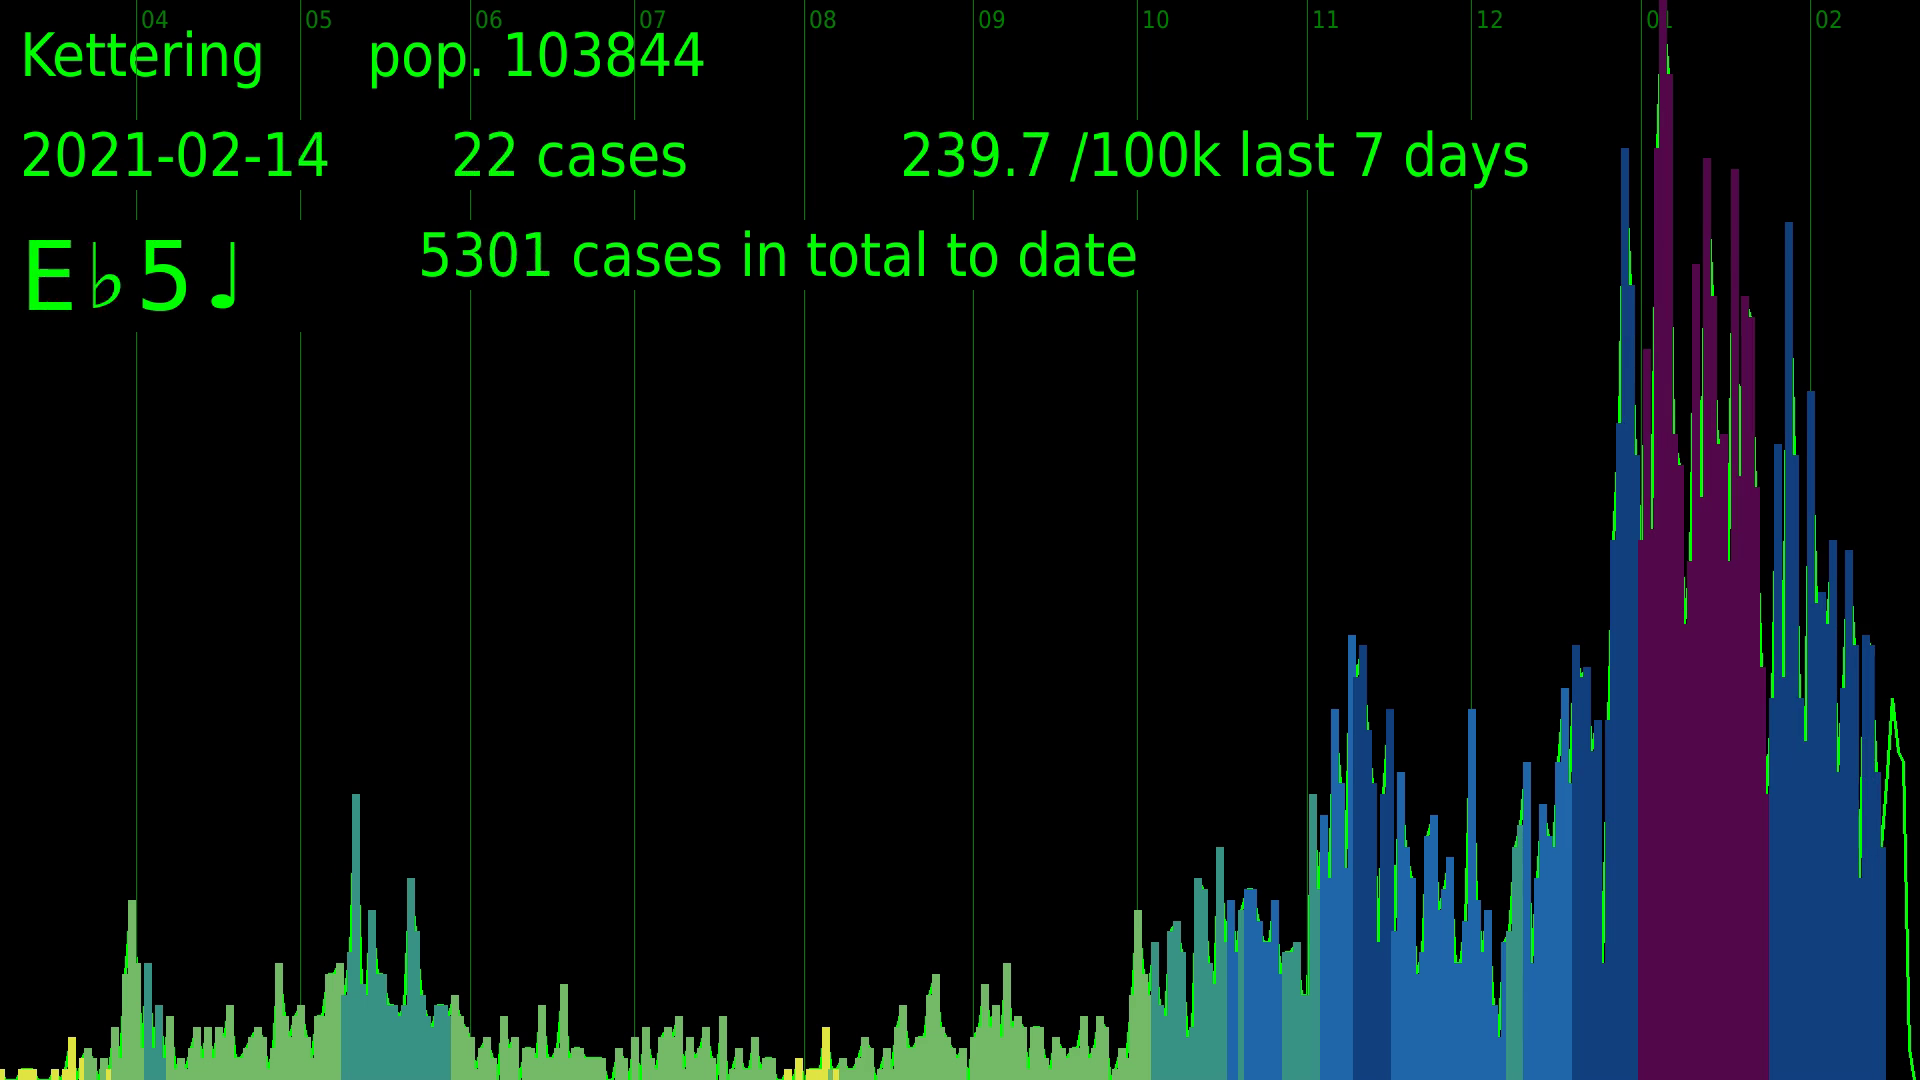 04 05 06 07 08 09 10 11 12 01 02
Kettering pop. 103844
2021-02-14 22 cases 239.7 /100k last 7 days
E♭5♩ 5301 cases in total to date